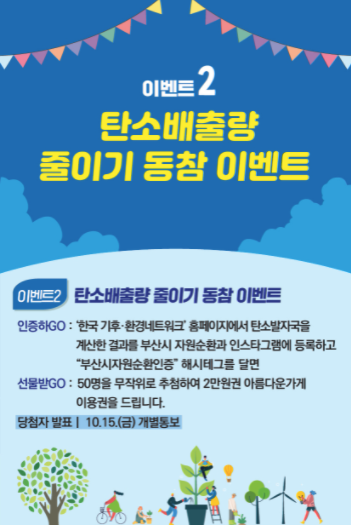 이벤트 2
탄소배출량
줄이기 동참 이벤트
이벤트2 탄소배출량 줄이기 동참 이벤트
인증하GO : '한국 기후·환경네트워크' 홈페이지에서 탄소발자국을
계산한 결과를 부산시 자원순환과 인스타그램에 등록하고
"부산시자원순환인증" 해시테그를 달면
선물받GO : 50명을 무작위로 추첨하여 2만원권 아름다운가게
이용권을 드립니다.
당첨자 발표 | 10.15.(금) 개별통보